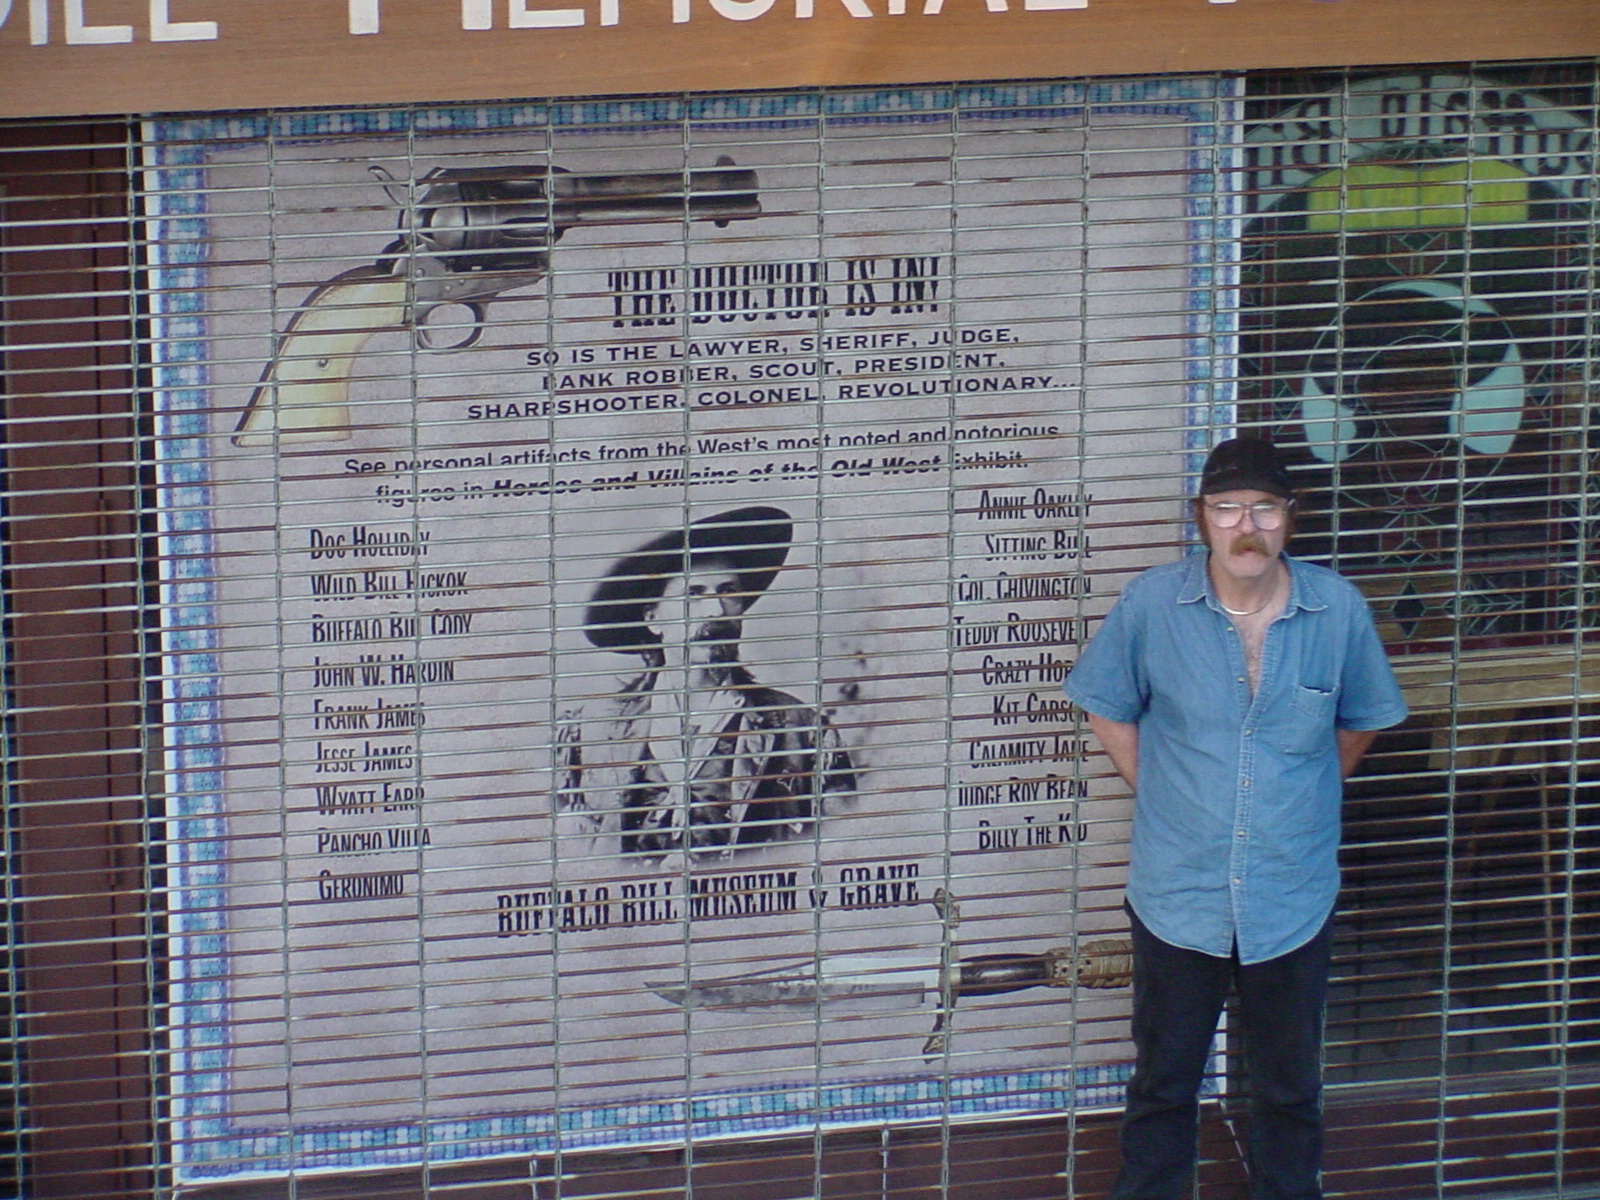 BILL MEMORIAL
THE DOCTOR IS IN!
SO IS THE LAWYER, SHERIFF, JUDGE,
BANK ROBBER, SCOUT, PRESIDENT,
SHARPSHOOTER, COLONEL, REVOLUTIONARY...
See personal artifacts from the West's most noted and notorious
figures in Heroes and Villains of the Old West Exhibit.
DOC HOLLIDAY
WILD BILL HICKOK
BUFFALO BILL CODY
JOHN W. HARDIN
FRANK JAMES
JESSE JAMES
WYATT EARP
PANCHO VILLA
GERONIMO
ANNIE OAKLEY
SITTING BULL
COL. CHIVINGTON
TEDDY ROOSEVELT
CRAZY HORSE
KIT CARSON
CALAMITY JANE
JUDGE ROY BEAN
BILLY THE KID
BUFFALO BILL MUSEUM & GRAVE